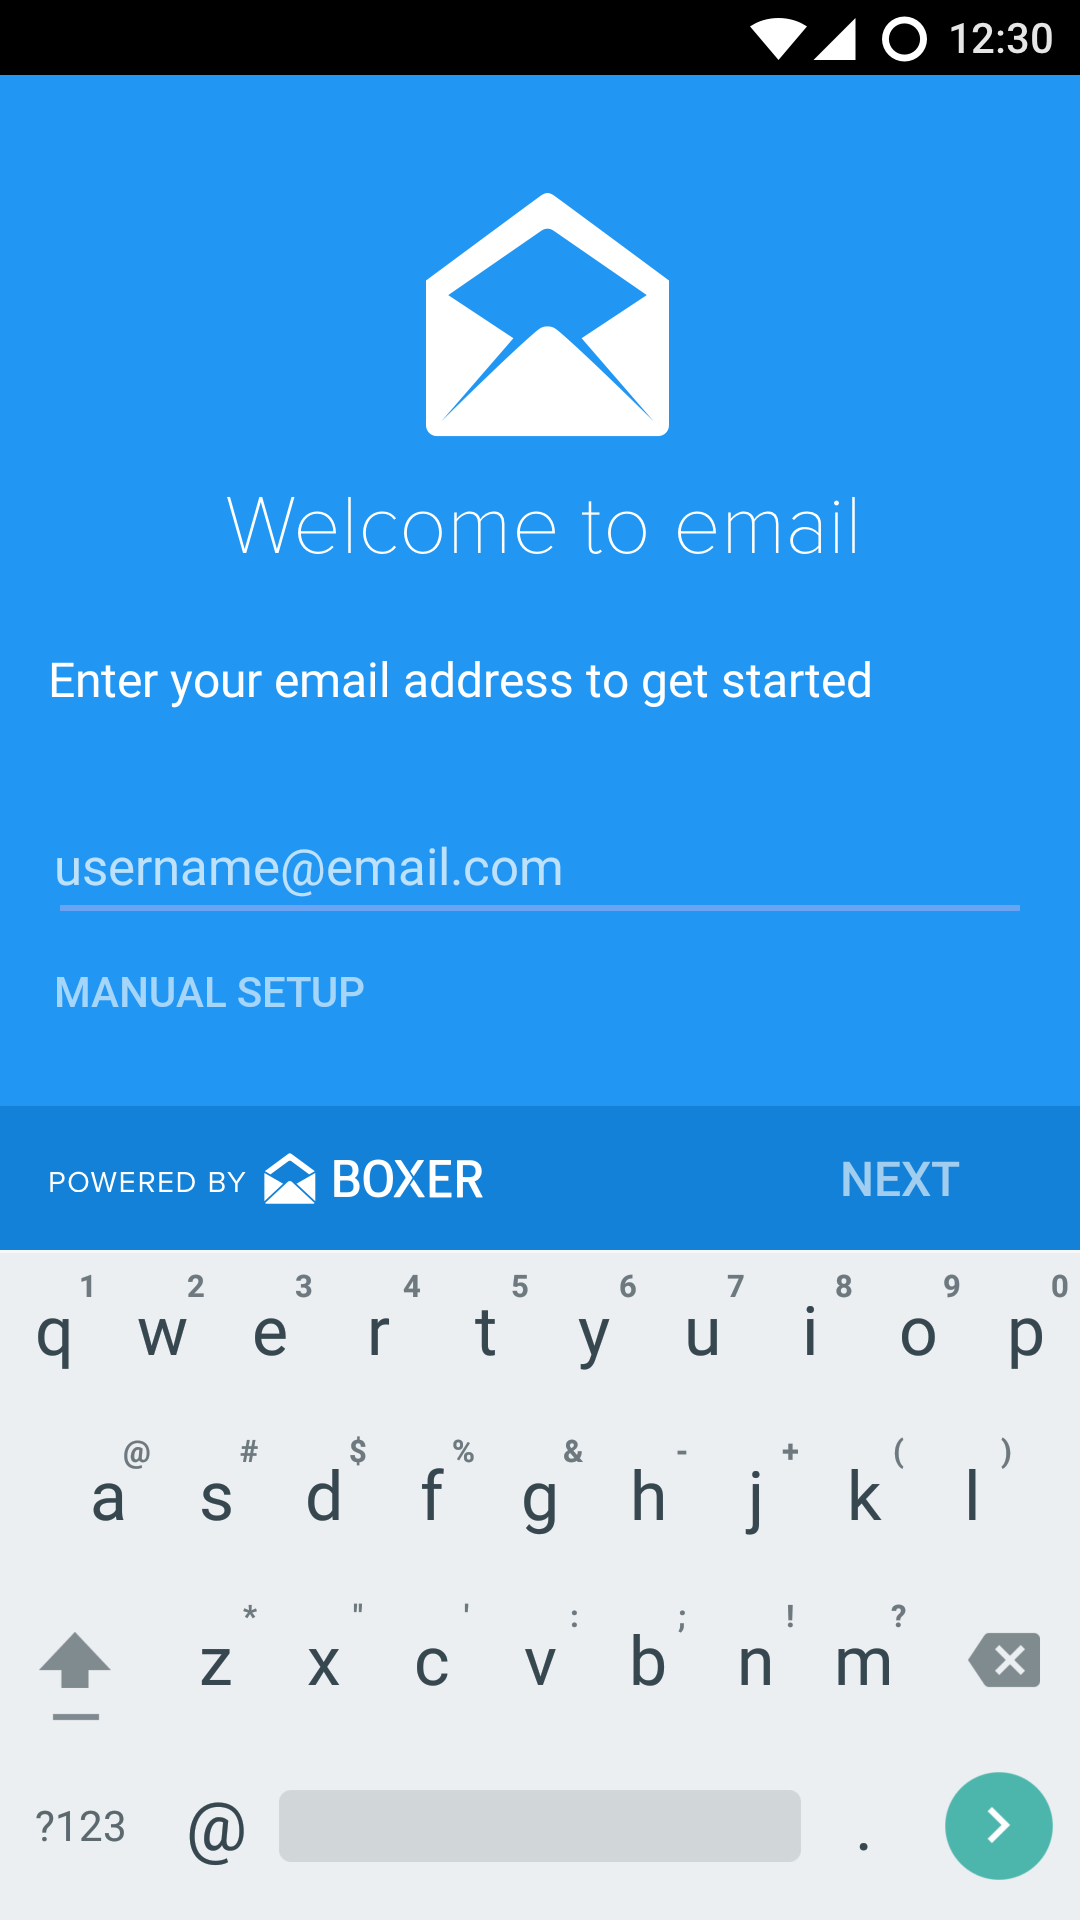 12:30
Welcome to email
Enter your email address to get started
username@email.com
MANUAL SETUP
POWERED BY BOXER NEXT
1 2 3 4 5 6 7 8 9 0
q w e r t y u i o p
@ # $ % & - + ( )
a s d f g h j k l
* " ' : ; ! ?
z x c v b n m
?123 @ .